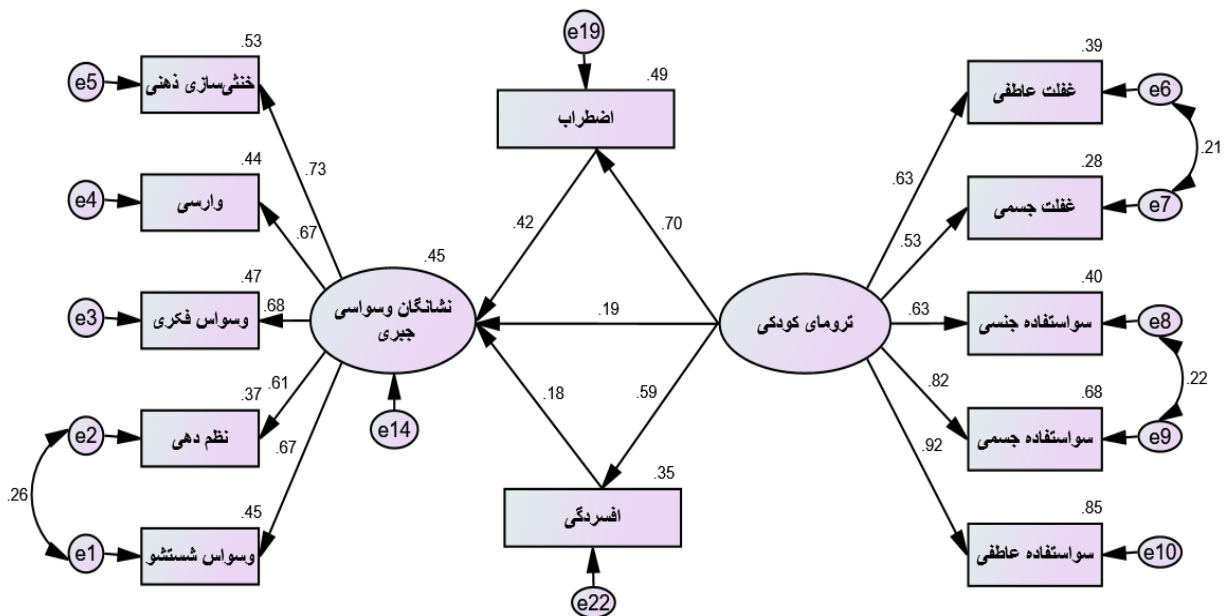 e19
.53
.39
.49
e5
خنثی‌سازی ذهنی
اضطراب
غفلت عاطفی
e6
.21
.44
.73
.28
.63
e4
وارسی
غفلت جسمی
e7
.67
.42
.70
.53
.45
.47
.40
e3
وسواس فکری
.68
نشانگان وسواسی
جبری
.19
ترومای کودکی
.63
سواستفاده جنسی
e8
.61
.37
.18
.59
.82
.22
.68
e2
نظم دهی
e14
سواستفاده جسمی
e9
.67
.92
.26
.45
.35
.85
e1
وسواس شستشو
افسردگی
سواستفاده عاطفی
e10
e22